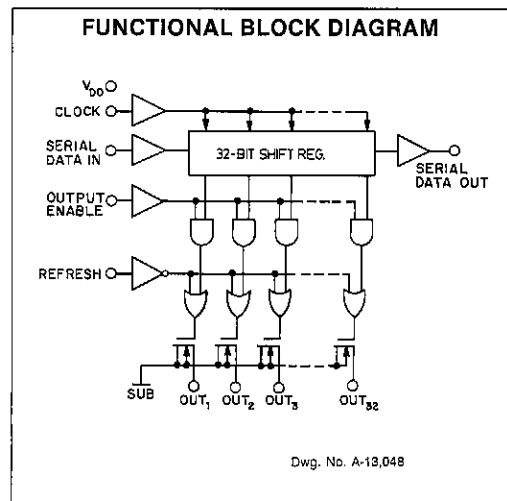 FUNCTIONAL BLOCK DIAGRAM
VDD
CLOCK
SERIAL
DATA IN
32-BIT SHIFT REG.
SERIAL
DATA OUT
OUTPUT
ENABLE
REFRESH
SUB
OUT1
OUT2
OUT3
OUT32
Dwg. No. A-13,048